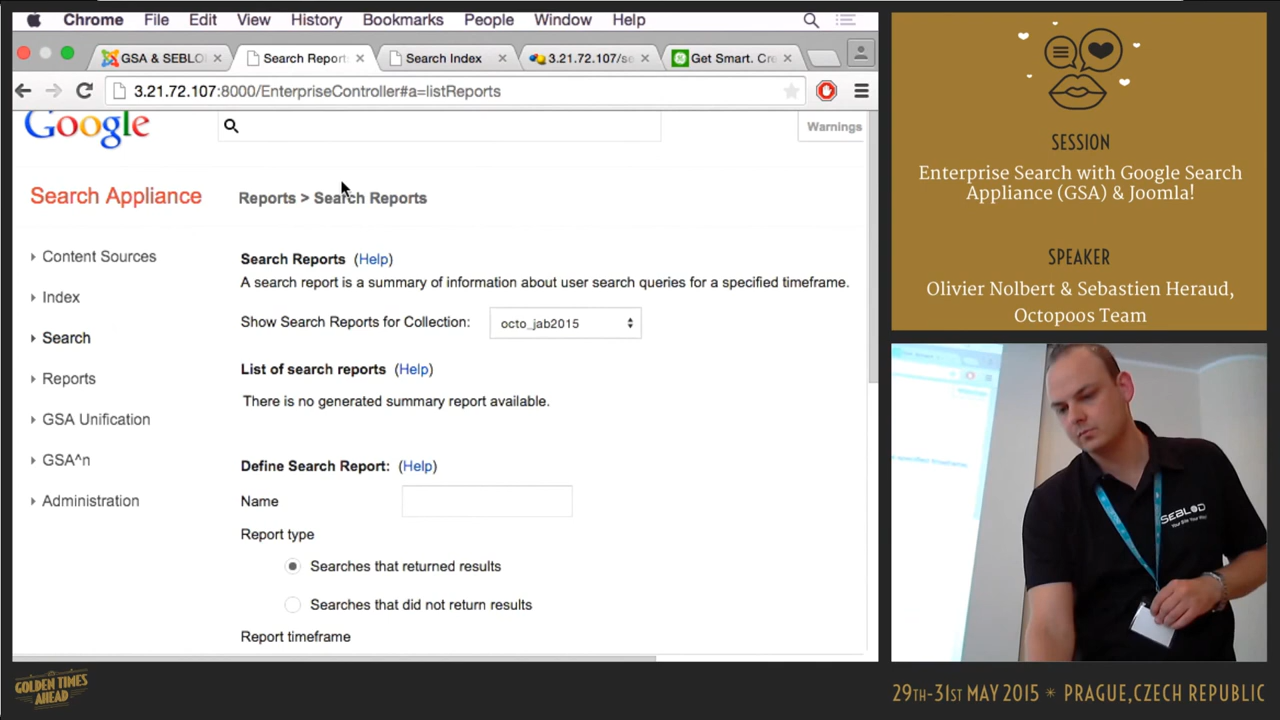 Chrome File Edit View History Bookmarks People Window Help
GSA & SEBLO
Search Report
Search Index
3.21.72.107/se
Get Smart. Cr
3.21.72.107:8000/EnterpriseController#a=listReports
Google
Warnings
Search Appliance
Reports > Search Reports
Content Sources
Index
Search
Reports
GSA Unification
GSA^n
Administration
Search Reports (Help)
A search report is a summary of information about user search queries for a specified timeframe.
Show Search Reports for Collection: octo_jab2015
List of search reports (Help)
There is no generated summary report available.
Define Search Report: (Help)
Name
Report type
Searches that returned results
Searches that did not return results
Report timeframe
SESSION
Enterprise Search with Google Search
Appliance (GSA) & Joomla!
SPEAKER
Olivier Nolbert & Sebastien Heraud,
Octopoos Team
SEBLOD
GOLDEN TIMES
AHEAD
29TH-31ST MAY 2015 * PRAGUE,CZECH REPUBLIC